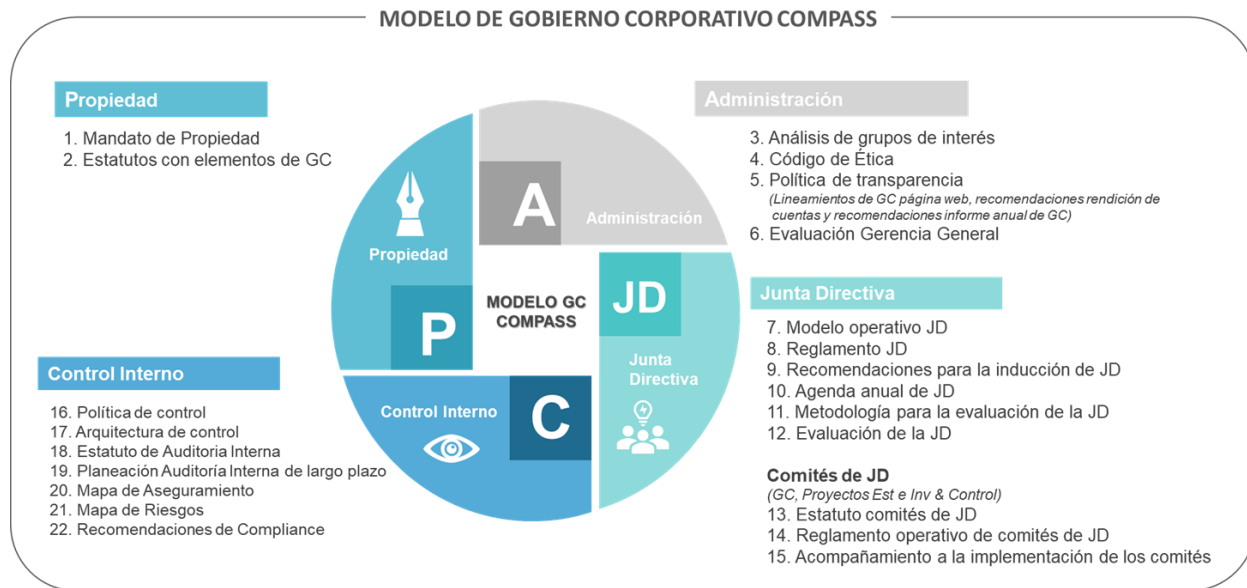 MODELO DE GOBIERNO CORPORATIVO COMPASS
Propiedad
1. Mandato de Propiedad
2. Estatutos con elementos de GC
Administración
3. Análisis de grupos de interés
4. Código de Ética
5. Política de transparencia
(Lineamientos de GC página web, recomendaciones rendición de
cuentas y recomendaciones informe anual de GC)
6. Evaluación Gerencia General
A
Administración
Propiedad
P
MODELO GC
COMPASS
JD
Junta
Directiva
Control Interno
C
Junta Directiva
7. Modelo operativo JD
8. Reglamento JD
9. Recomendaciones para la inducción de JD
10. Agenda anual de JD
11. Metodología para la evaluación de la JD
12. Evaluación de la JD
Comités de JD
(GC, Proyectos Est e Inv & Control)
13. Estatuto comités de JD
14. Reglamento operativo de comités de JD
15. Acompañamiento a la implementación de los comités
Control Interno
16. Política de control
17. Arquitectura de control
18. Estatuto de Auditoria Interna
19. Planeación Auditoría Interna de largo plazo
20. Mapa de Aseguramiento
21. Mapa de Riesgos
22. Recomendaciones de Compliance